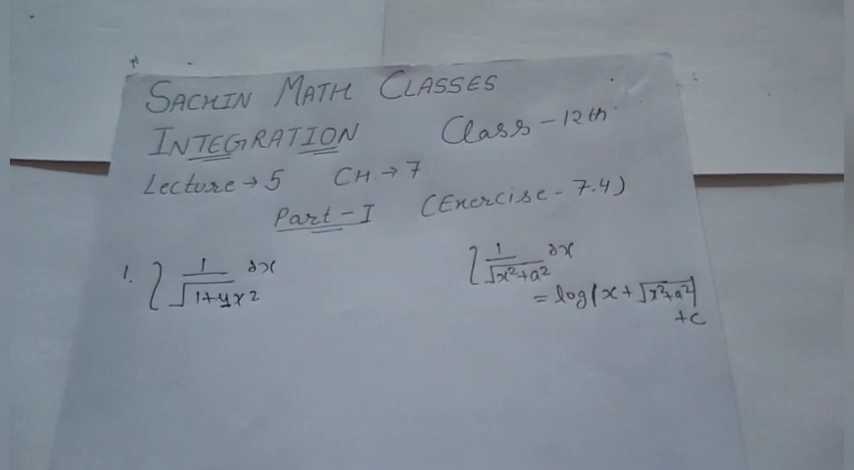 SACHIN MATH CLASSES
INTEGRATION Class - 12th
Lecture → 5 CH → 7
Part - I (Exercise - 7.4)
1. ∫ 1/√(1+4x2) dx
∫ 1/√(x²+a²) dx
= log|x + √(x²+a²)|
+c